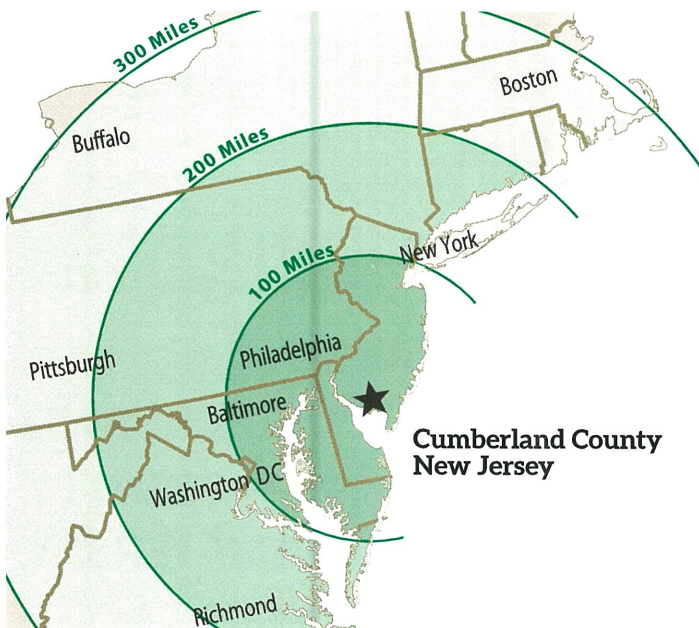 300 Miles
Boston
Buffalo
200 Miles
New York
100 Miles
Philadelphia
Pittsburgh
Baltimore
Cumberland County
New Jersey
Washington DC
Richmond